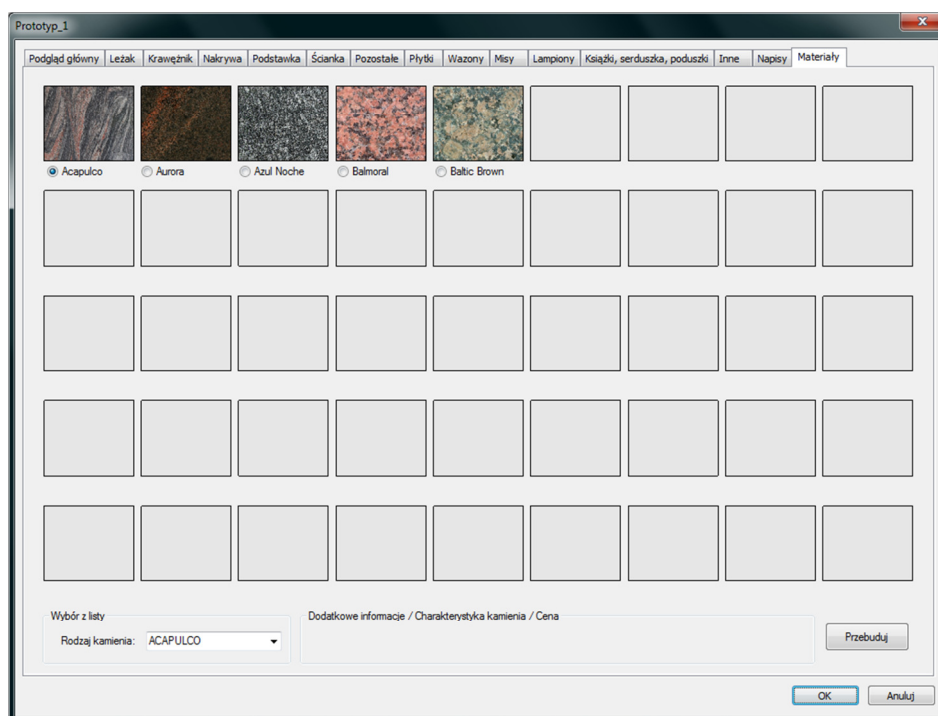 Prototyp_1
Podgląd główny Leżak Krawężnik Nakrywa Podstawka Ścianka Pozostałe Płytki Wazony Misy Lampiony Książki, serduszka, poduszki Inne Napisy Materiały
Acapulco Aurora Azul Noche Balmoral Baltic Brown
Wybór z listy Dodatkowe informacje / Charakterystyka kamienia / Cena
Rodzaj kamienia: ACAPULCO Przebuduj
OK Anuluj